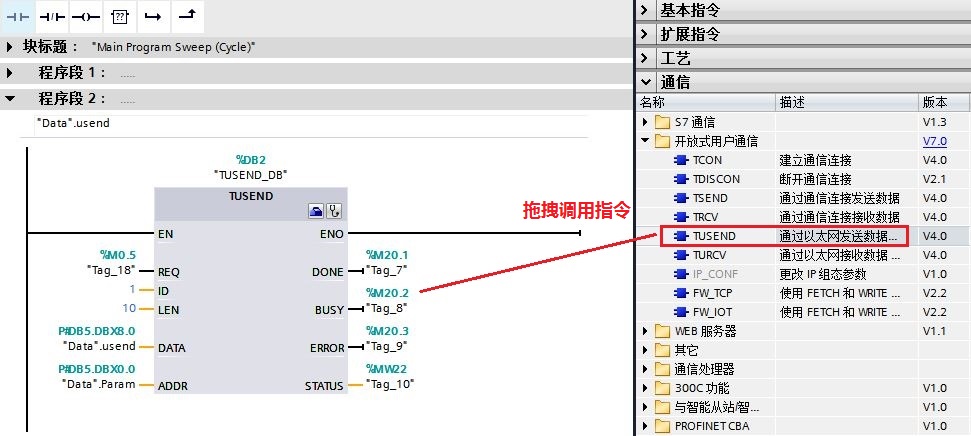 块标题： "Main Program Sweep (Cycle)"
程序段 1： .....
程序段 2： .....
"Data".usend
%DB2
"TUSEND_DB"
TUSEND
EN
ENO
%M0.5
"Tag_18"
REQ
1
ID
10
LEN
P#DB5.DBX8.0
"Data".usend
DATA
P#DB5.DBX0.0
"Data".Param
ADDR
%M20.1
DONE
"Tag_7"
%M20.2
BUSY
"Tag_8"
%M20.3
ERROR
"Tag_9"
%MW22
STATUS
"Tag_10"
拖拽调用指令
基本指令
扩展指令
工艺
通信
名称 描述 版本
S7 通信 V1.3
开放式用户通信 V7.0
TCON 建立通信连接 V4.0
TDISCON 断开通信连接 V2.1
TSEND 通过通信连接发送数据 V4.0
TRCV 通过通信连接接收数据 V4.0
TUSEND 通过以太网发送数据... V4.0
TURCV 通过以太网接收数据 ... V4.0
IP_CONF 更改 IP 组态参数 V1.0
FW_TCP 使用 FETCH 和 WRITE ... V2.2
FW_IOT 使用 FETCH 和 WRITE ... V2.2
WEB 服务器 V1.1
其它
通信处理器
300C 功能 V1.0
与智能从站/智... V1.0
PROFINET CBA V1.0